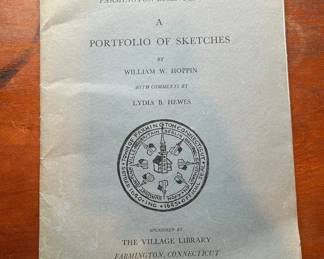 A
PORTFOLIO OF SKETCHES
BY
WILLIAM W. HOPPIN
WITH COMMENTS BY
LYDIA B. HEWES
SPONSORED BY
THE VILLAGE LIBRARY
FARMINGTON, CONNECTICUT